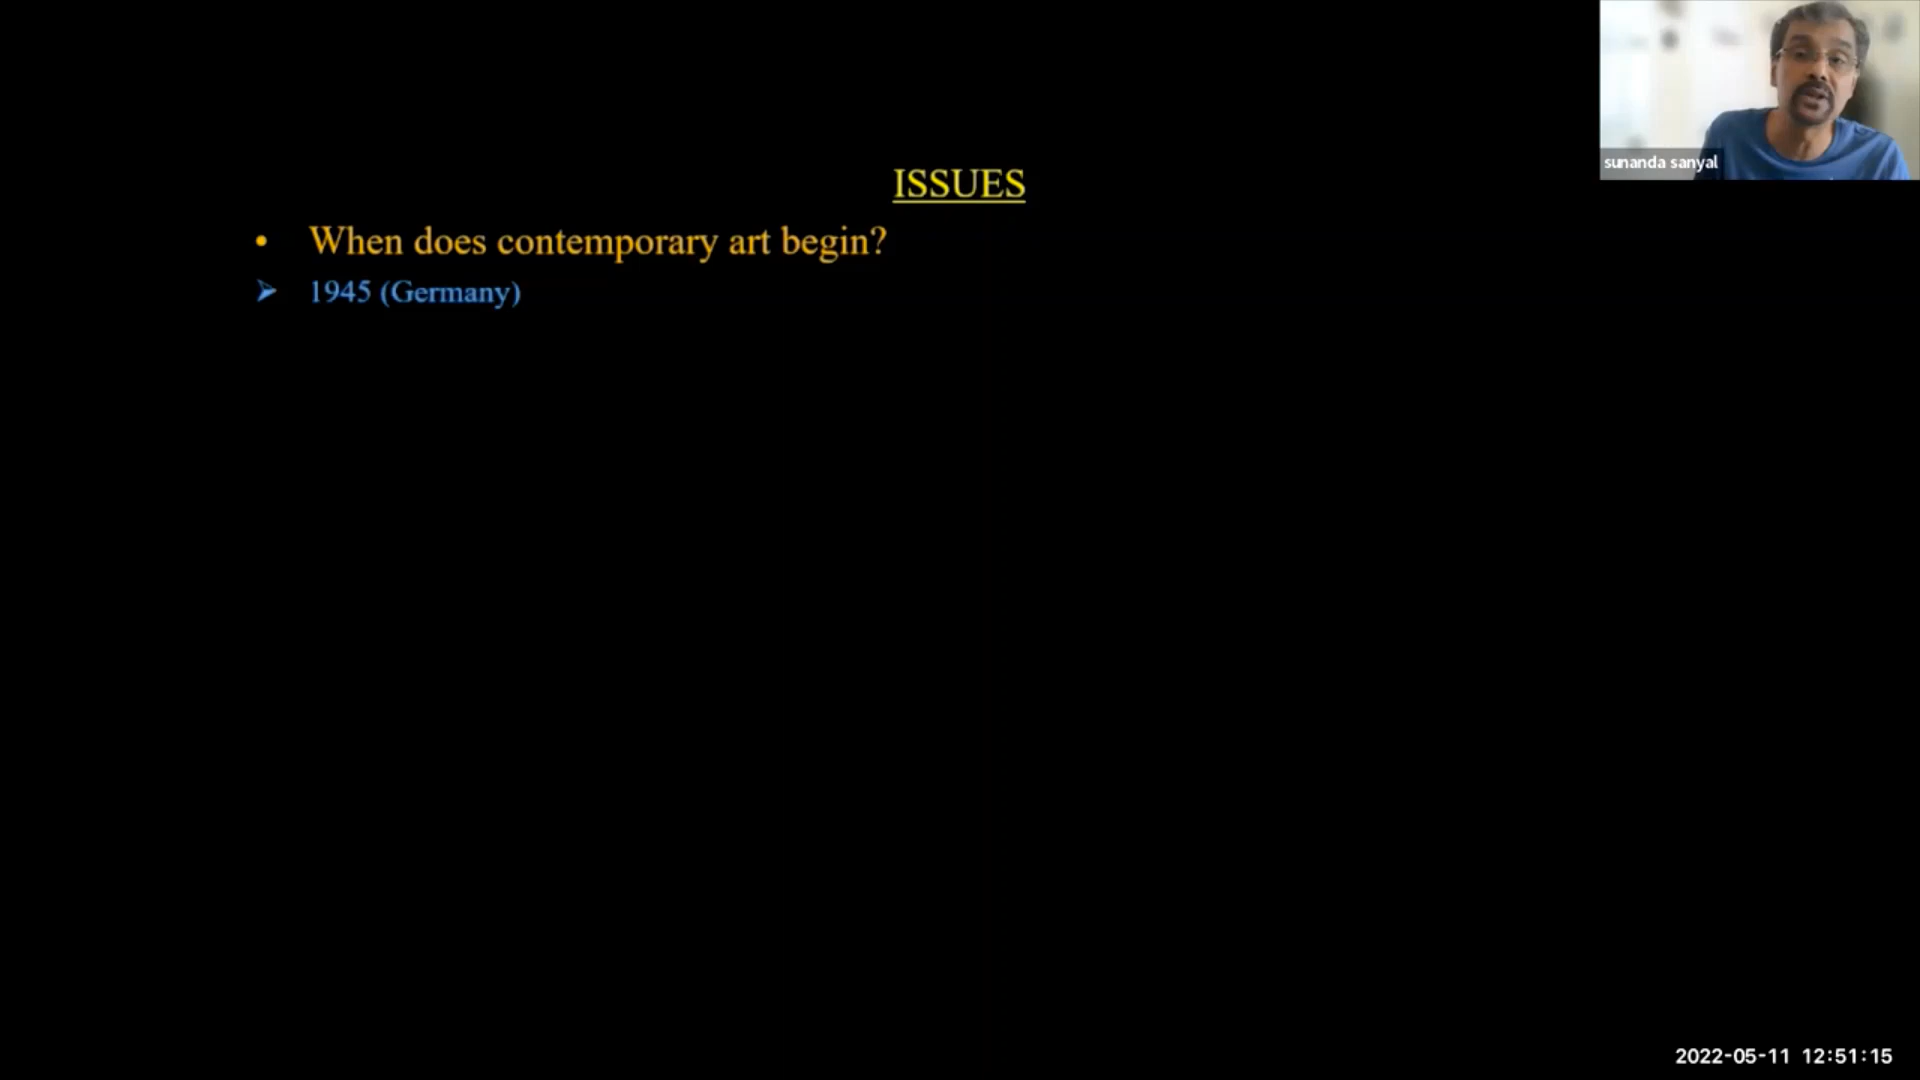 sunanda sanyal
ISSUES
• When does contemporary art begin?
➢ 1945 (Germany)
2022-05-11 12:51:15